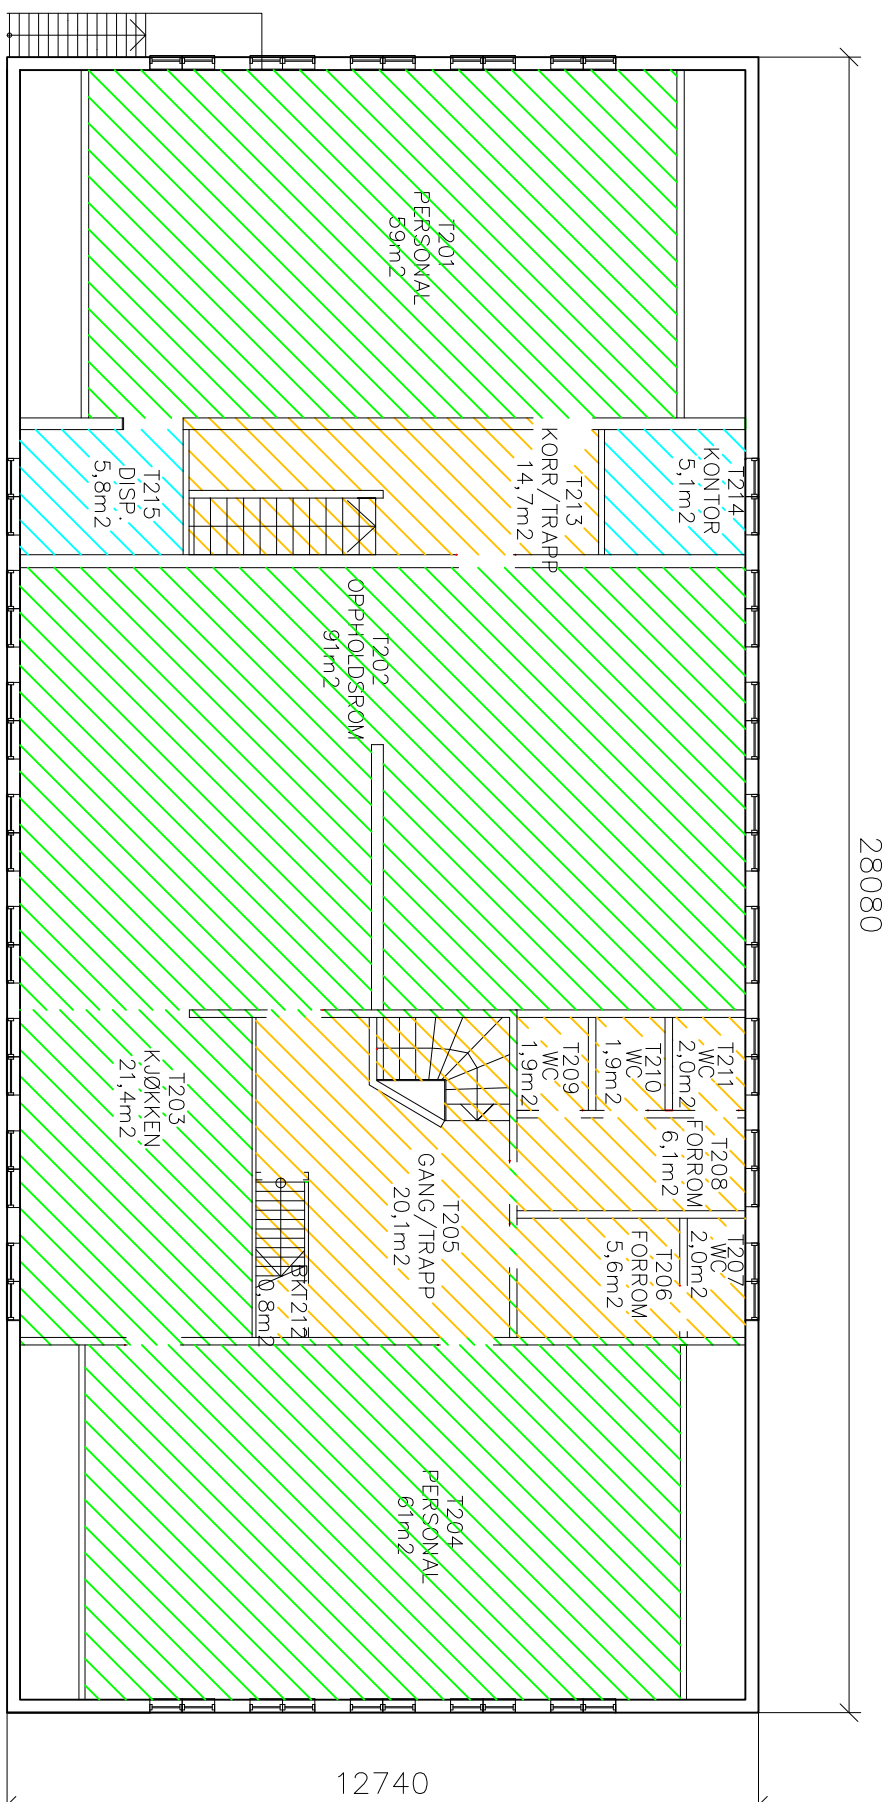 T201
PERSONAL
59m2
T214
KONTOR
5,1m2
T213
KORR/TRAPP
14,7m2
T215
DISP.
5,8m2
T202
OPPHOLDSROM
91m2
28080
T211
WC
2,0m2
T210
WC
1,9m2
T209
WC
1,9m2
T203
KJØKKEN
21,4m2
T208
FORROM
6,1m2
T205
GANG/TRAPP
20,1m2
T207
WC
2,0m2
T206
FORROM
5,6m2
BKT212
0,8m2
T204
PERSONAL
61m2
12740